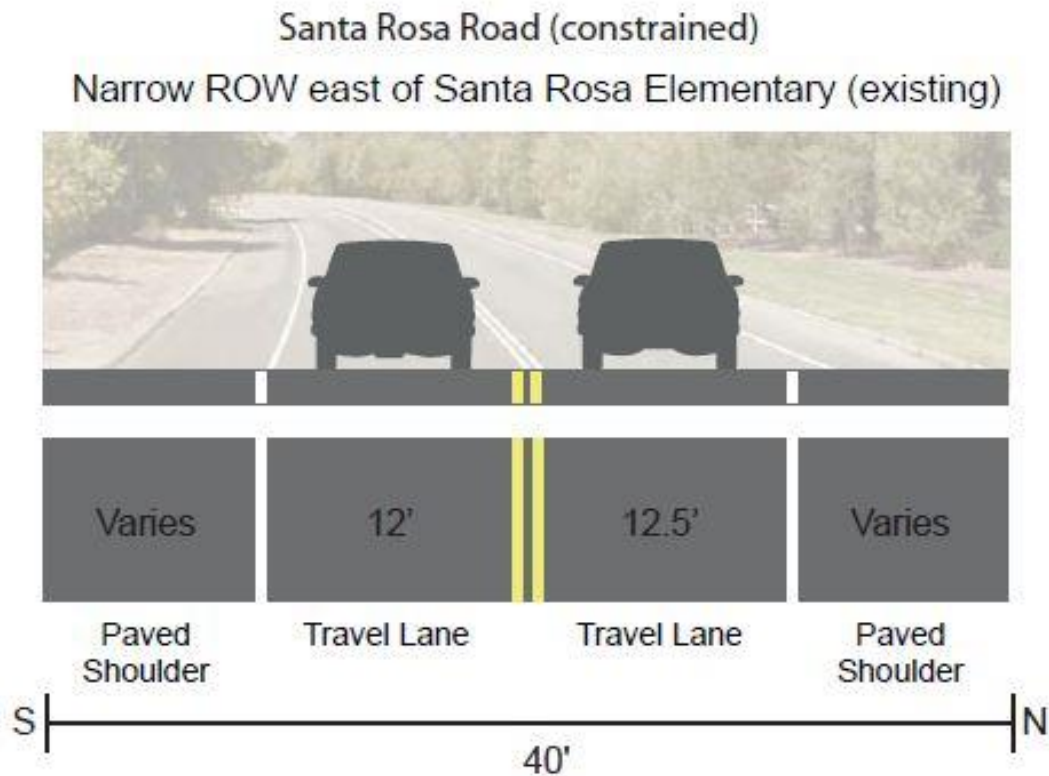 Santa Rosa Road (constrained)
Narrow ROW east of Santa Rosa Elementary (existing)
Varies
12'
12.5'
Varies
Paved
Shoulder
Travel Lane
Travel Lane
Paved
Shoulder
S
N
40'